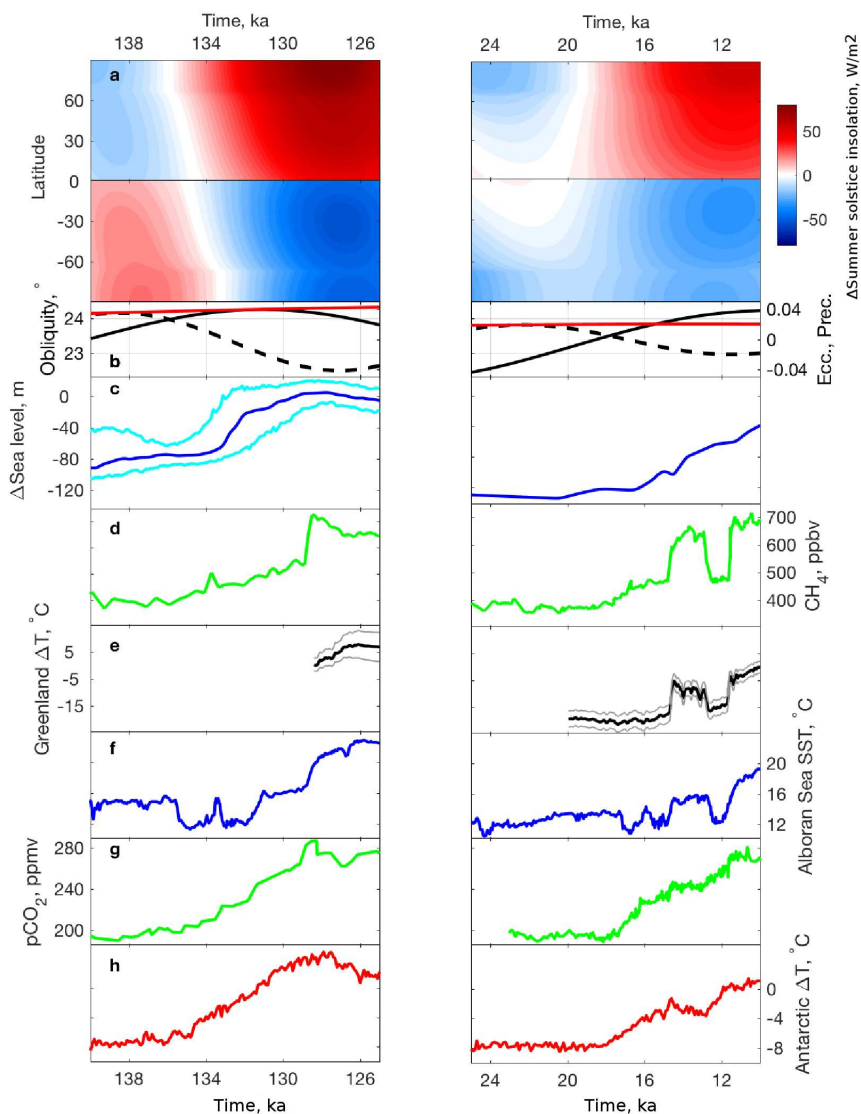 Time, ka
Time, ka
138 134 130 126
24 20 16 12
a
90
60
30
0
-30
-60
Latitude
50
0
-50
ΔSummer solstice insolation, W/m2
Obliquity, °
24
23
b
0.04
0
-0.04
Ecc., Prec.
c
ΔSea level, m
0
-40
-80
-120
d
700
600
500
400
CH4, ppbv
e
Greenland ΔT, °C
5
-5
-15
f
20
16
12
Alboran Sea SST, °C
g
pCO2, ppmv
280
240
200
h
0
-4
-8
Antarctic ΔT, °C
138 134 130 126
24 20 16 12
Time, ka
Time, ka